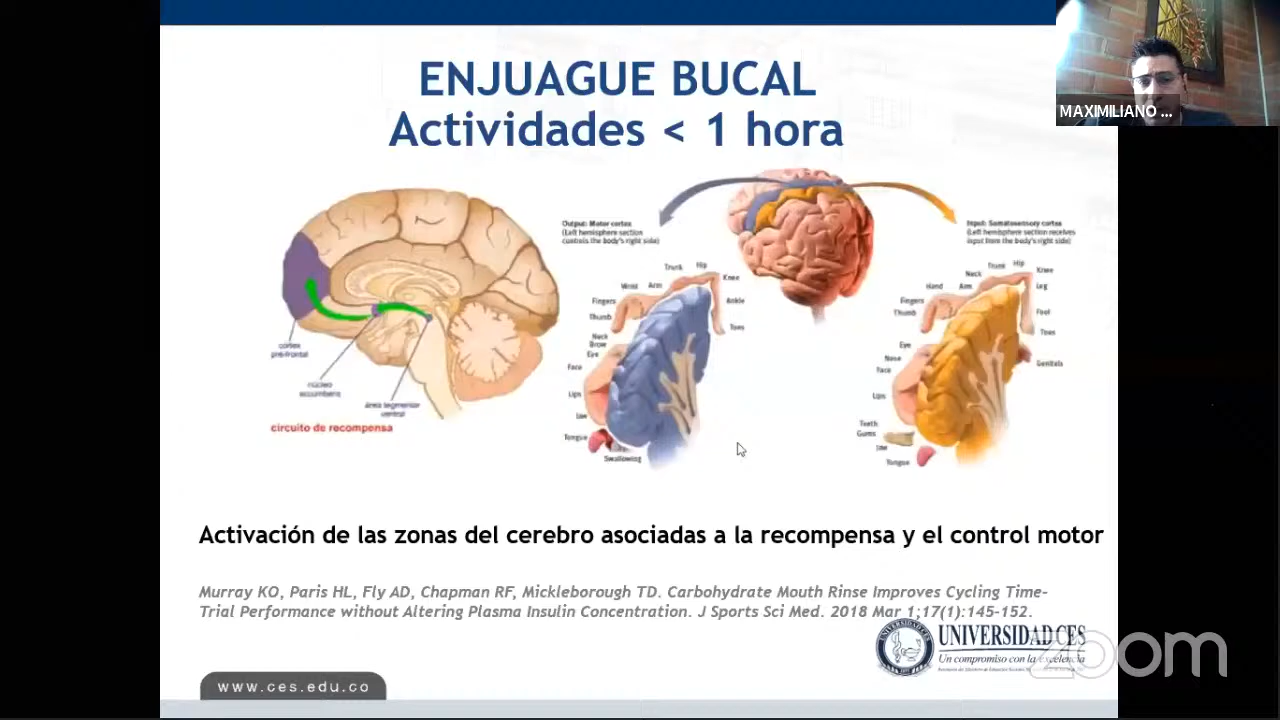 ENJUAGUE BUCAL
Actividades < 1 hora
MAXIMILIANO ...
cortex
pre-frontal
núcleo
accumbens
área tegmentar
ventral
circuito de recompensa
Output: Motor cortex
(Left hemisphere section
controls the body's right side)
Trunk
Hip
Knee
Wrist
Arm
Ankle
Fingers
Thumb
Toes
Neck
Brow
Eye
Face
Lips
Jaw
Tongue
Swallowing
Input: Somatosensory cortex
(Left hemisphere section receives
input from the body's right side)
Trunk
Hip
Neck
Knee
Hand
Arm
Leg
Fingers
Thumb
Foot
Toes
Eye
Nose
Genitals
Face
Lips
Teeth
Gums
Jaw
Tongue
Activación de las zonas del cerebro asociadas a la recompensa y el control motor
Murray KO, Paris HL, Fly AD, Chapman RF, Mickleborough TD. Carbohydrate Mouth Rinse Improves Cycling Time-
Trial Performance without Altering Plasma Insulin Concentration. J Sports Sci Med. 2018 Mar 1;17(1):145-152.
UNIVERSIDAD CES
Un compromiso con la excelencia
zoom
www.ces.edu.co